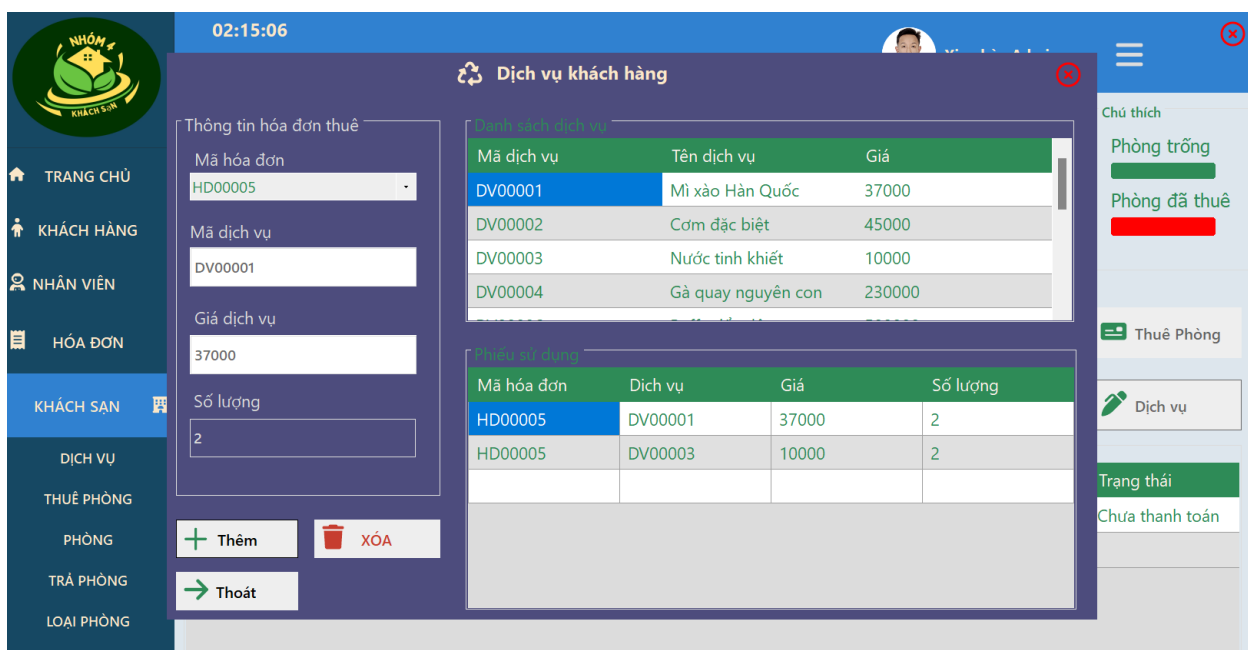 NHÓM 4
KHÁCH SẠN
02:15:06
TRANG CHỦ
KHÁCH HÀNG
NHÂN VIÊN
HÓA ĐƠN
KHÁCH SẠN
DỊCH VỤ
THUÊ PHÒNG
PHÒNG
TRẢ PHÒNG
LOẠI PHÒNG
Dịch vụ khách hàng
Thông tin hóa đơn thuê
Mã hóa đơn
HD00005
Mã dịch vụ
DV00001
Giá dịch vụ
37000
Số lượng
2
Thêm
XÓA
Thoát
Danh sách dịch vụ
Mã dịch vụ Tên dịch vụ Giá
DV00001 Mì xào Hàn Quốc 37000
DV00002 Cơm đặc biệt 45000
DV00003 Nước tinh khiết 10000
DV00004 Gà quay nguyên con 230000
Phiếu sử dụng
Mã hóa đơn Dich vụ Giá Số lượng
HD00005 DV00001 37000 2
HD00005 DV00003 10000 2
Chú thích
Phòng trống
Phòng đã thuê
Thuê Phòng
Dịch vụ
Trạng thái
Chưa thanh toán